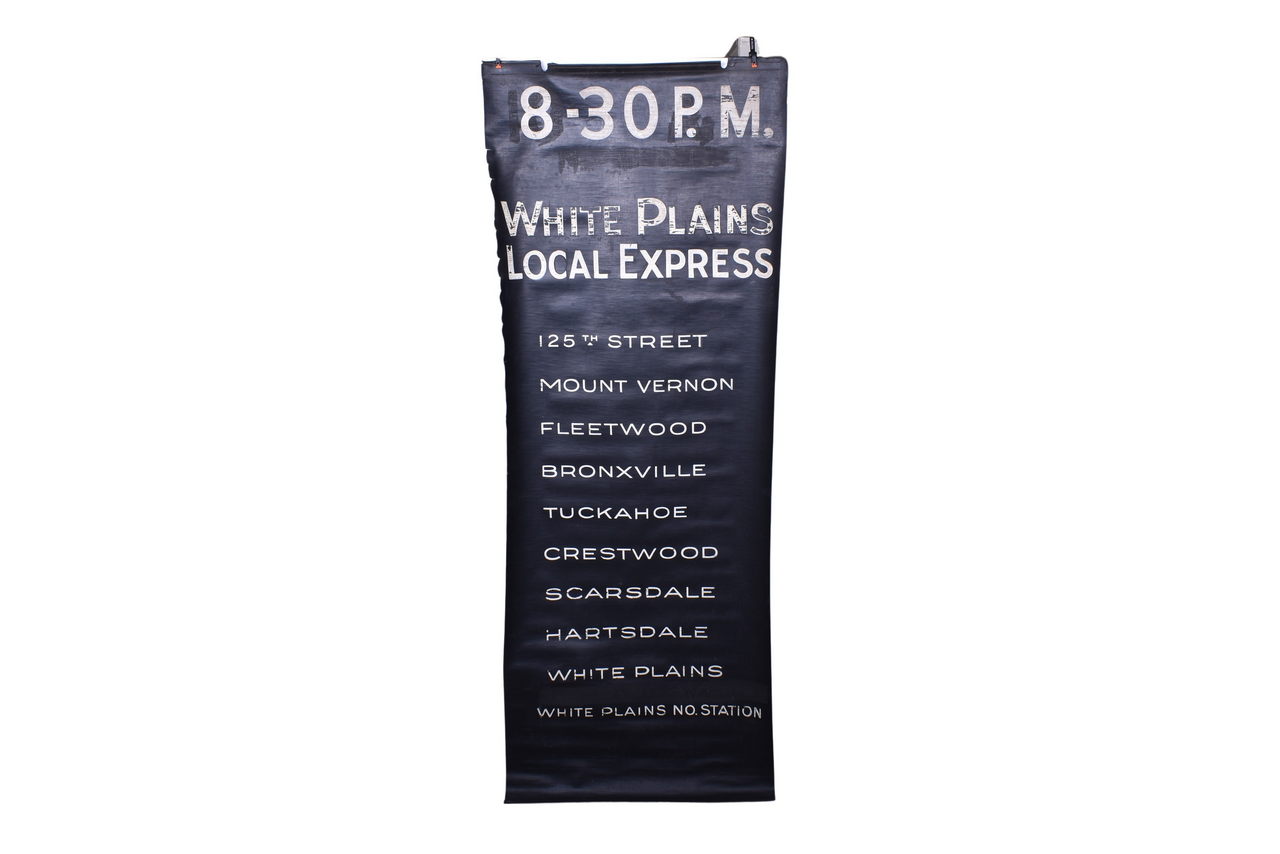 8-30 P. M.
WHITE PLAINS
LOCAL EXPRESS
125TH STREET
MOUNT VERNON
FLEETWOOD
BRONXVILLE
TUCKAHOE
CRESTWOOD
SCARSDALE
HARTSDALE
WHITE PLAINS
WHITE PLAINS NO. STATION